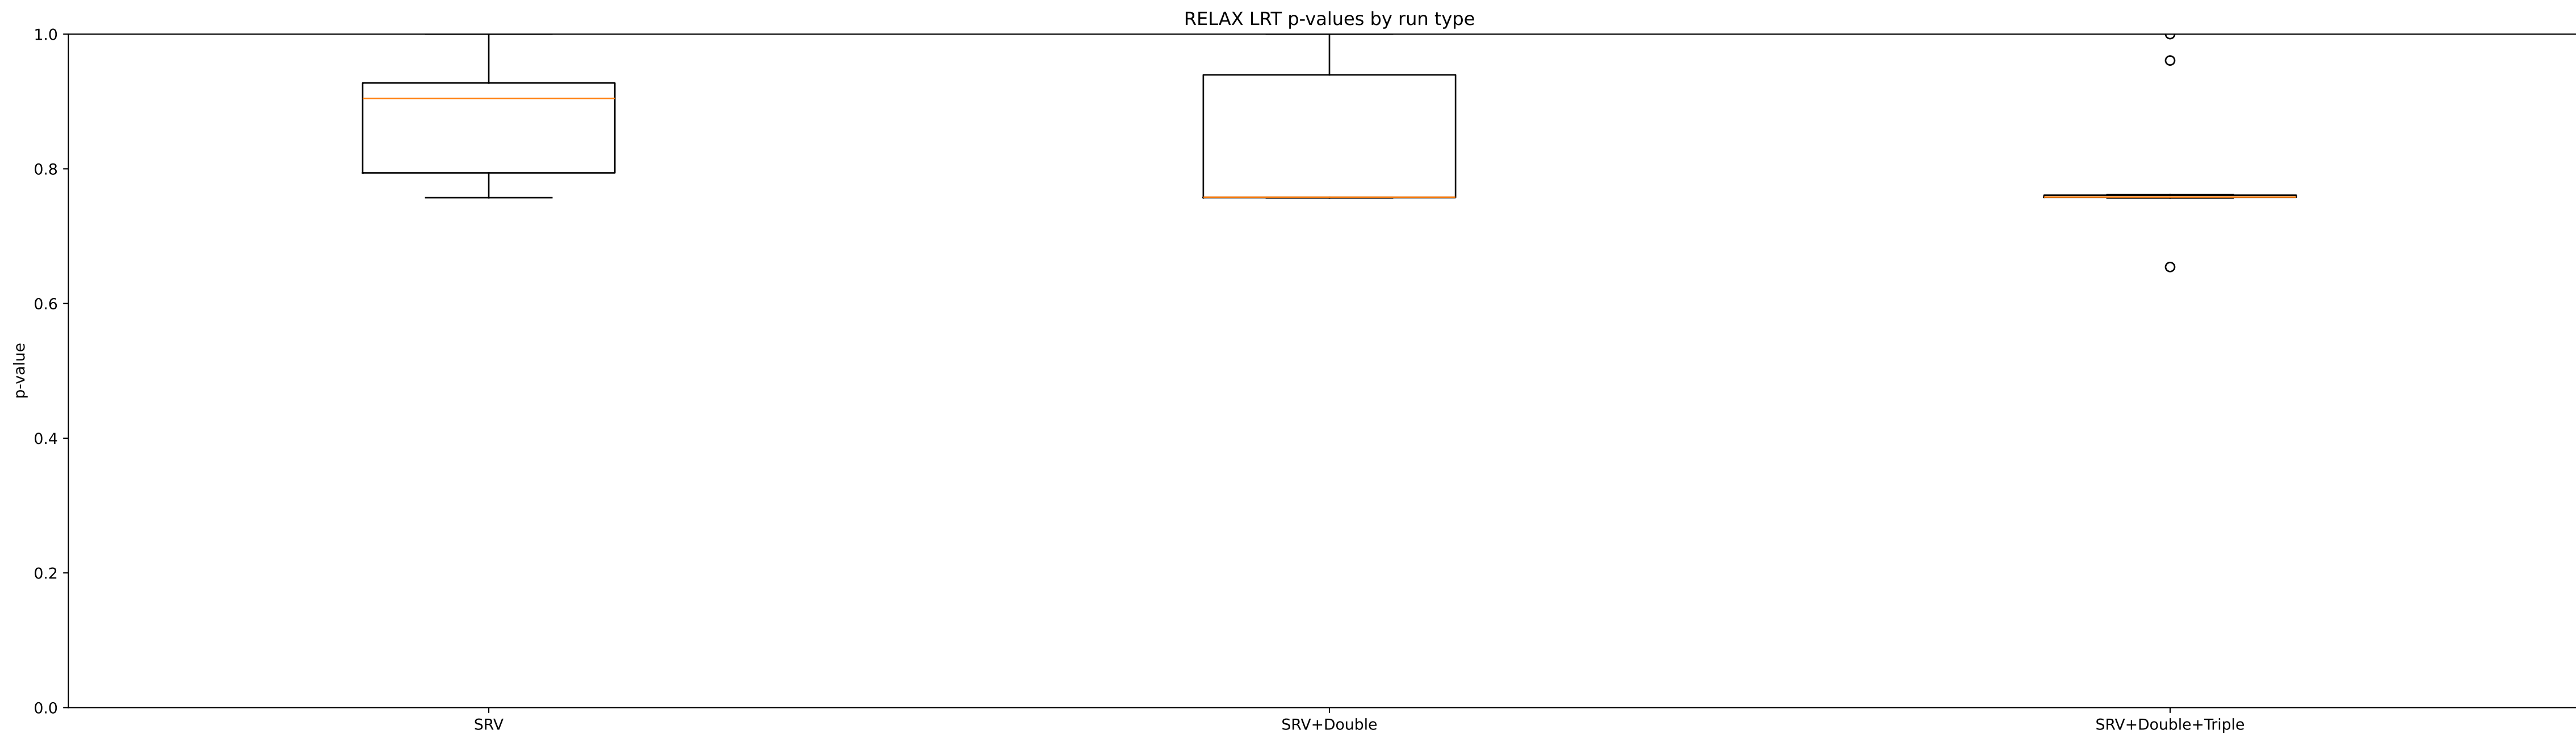 RELAX LRT p-values by run type
1.0
0.8
0.6
0.4
0.2
0.0
p-value
SRV
SRV+Double
SRV+Double+Triple